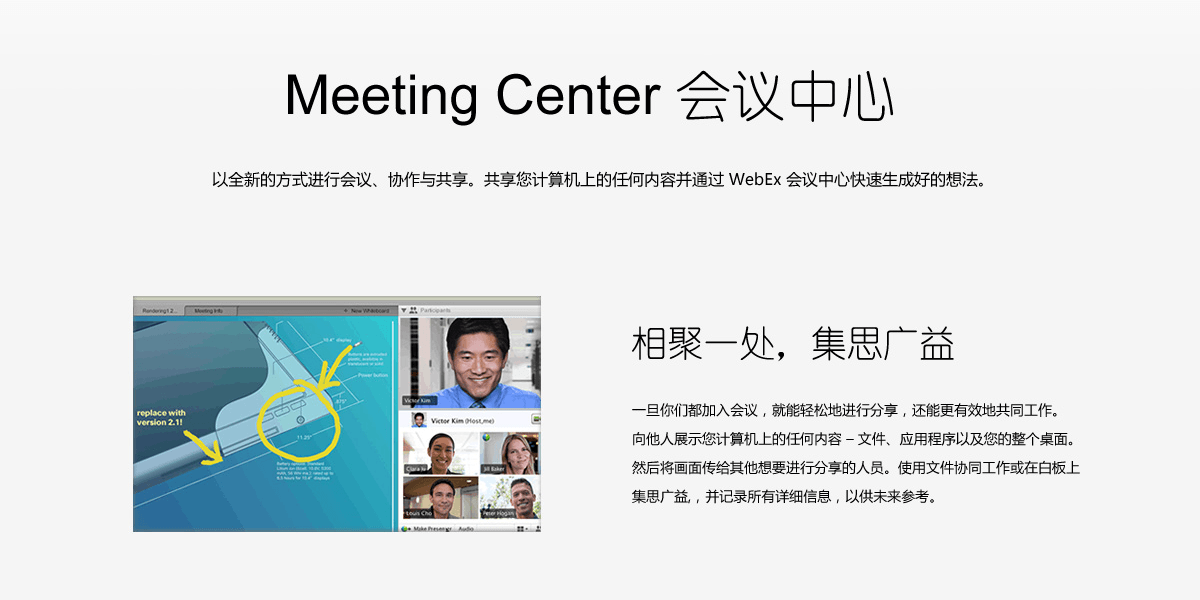 Meeting Center 会议中心
以全新的方式进行会议、协作与共享。共享您计算机上的任何内容并通过 WebEx 会议中心快速生成好的想法。
Rendering1.2...
Meeting Info
New Whiteboard
Participants
10.4" display
Power button
.875"
replace with
version 2.1!
11.20"
Victor Kim
Victor Kim (Host,me)
Jill Baker
Louis Cho
Peter Hogan
Make Presenter
Audio
相聚一处，集思广益
一旦你们都加入会议，就能轻松地进行分享，还能更有效地共同工作。
向他人展示您计算机上的任何内容 – 文件、应用程序以及您的整个桌面。
然后将画面传给其他想要进行分享的人员。使用文件协同工作或在白板上
集思广益,，并记录所有详细信息，以供未来参考。